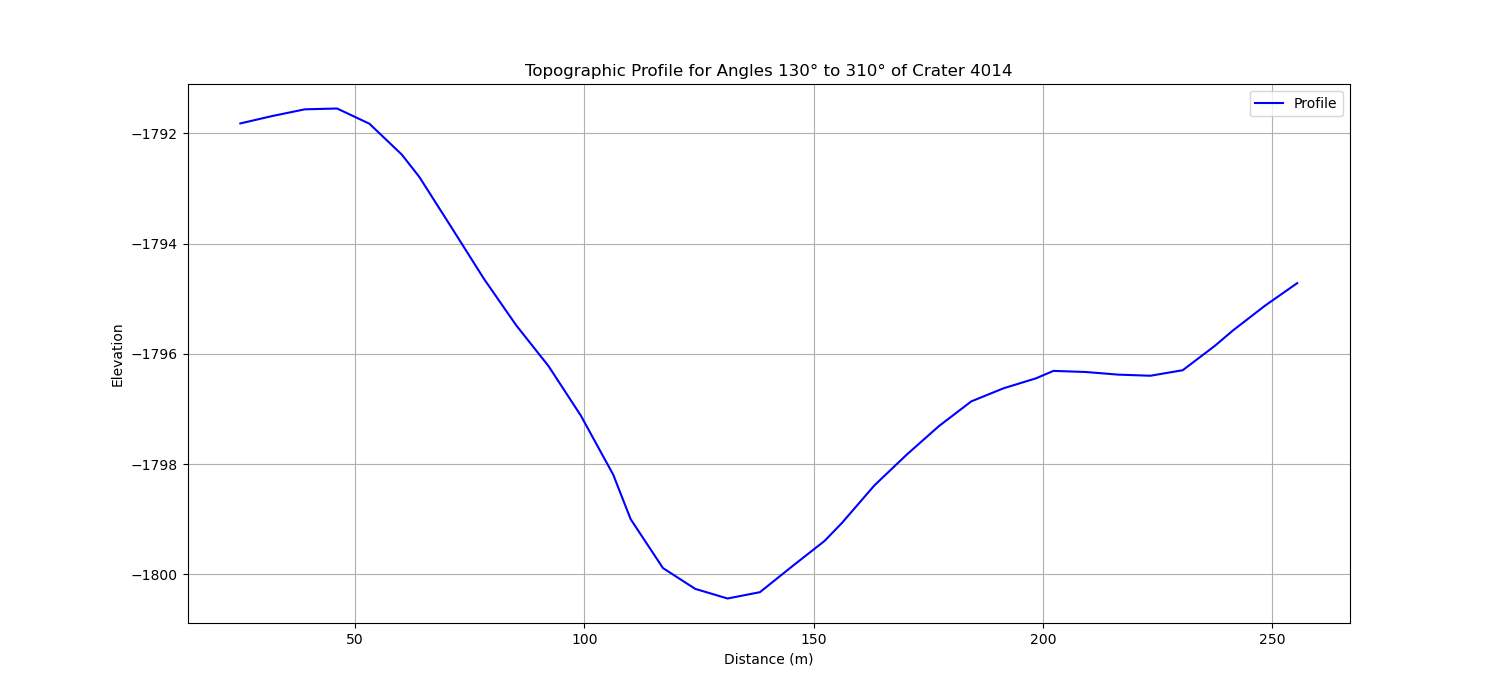 Topographic Profile for Angles 130° to 310° of Crater 4014
Profile
−1792
−1794
−1796
−1798
−1800
Elevation
50
100
150
200
250
Distance (m)